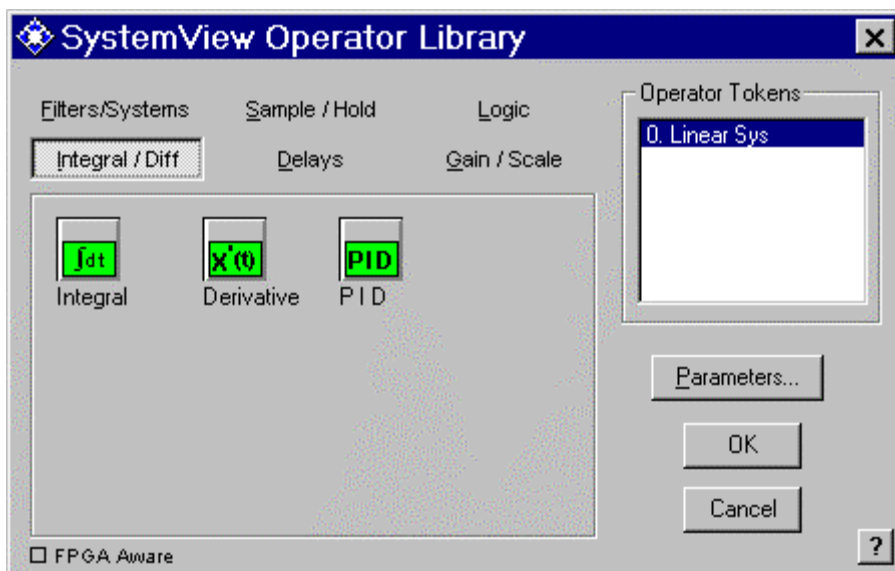 SystemView Operator Library
Filters/Systems
Sample / Hold
Logic
Integral / Diff
Delays
Gain / Scale
∫dt
Integral
X'(t)
Derivative
PID
P I D
FPGA Aware
Operator Tokens
0. Linear Sys
Parameters...
OK
Cancel
?